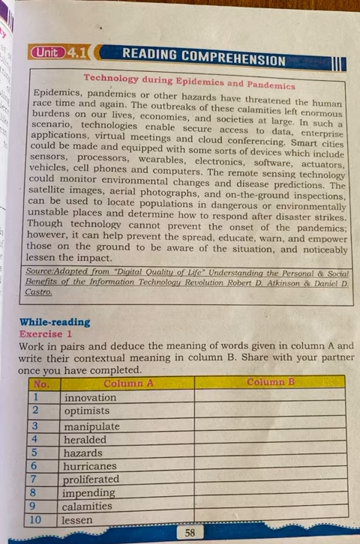 Unit 4.1 READING COMPREHENSION
Technology during Epidemics and Pandemics
Epidemics, pandemics or other hazards have threatened the human
race time and again. The outbreaks of these calamities left enormous
burdens on our lives, economies, and societies at large. In such a
scenario, technologies enable secure access to data, enterprise
applications, virtual meetings and cloud conferencing. Smart cities
could be made and equipped with some sorts of devices which include
sensors, processors, wearables, electronics, software, actuators,
vehicles, cell phones and computers. The remote sensing technology
could monitor environmental changes and disease predictions. The
satellite images, aerial photographs, and on-the-ground inspections,
can be used to locate populations in dangerous or environmentally
unstable places and determine how to respond after disaster strikes.
Though technology cannot prevent the onset of the pandemics;
however, it can help prevent the spread, educate, warn, and empower
those on the ground to be aware of the situation, and noticeably
lessen the impact.
Source:Adapted from "Digital Quality of Life" Understanding the Personal & Social
Benefits of the Information Technology Revolution Robert D. Atkinson & Daniel D.
Castro.
While-reading
Exercise 1
Work in pairs and deduce the meaning of words given in column A and
write their contextual meaning in column B. Share with your partner
once you have completed.
No. Column A Column B
1 innovation
2 optimists
3 manipulate
4 heralded
5 hazards
6 hurricanes
7 proliferated
8 impending
9 calamities
10 lessen
58